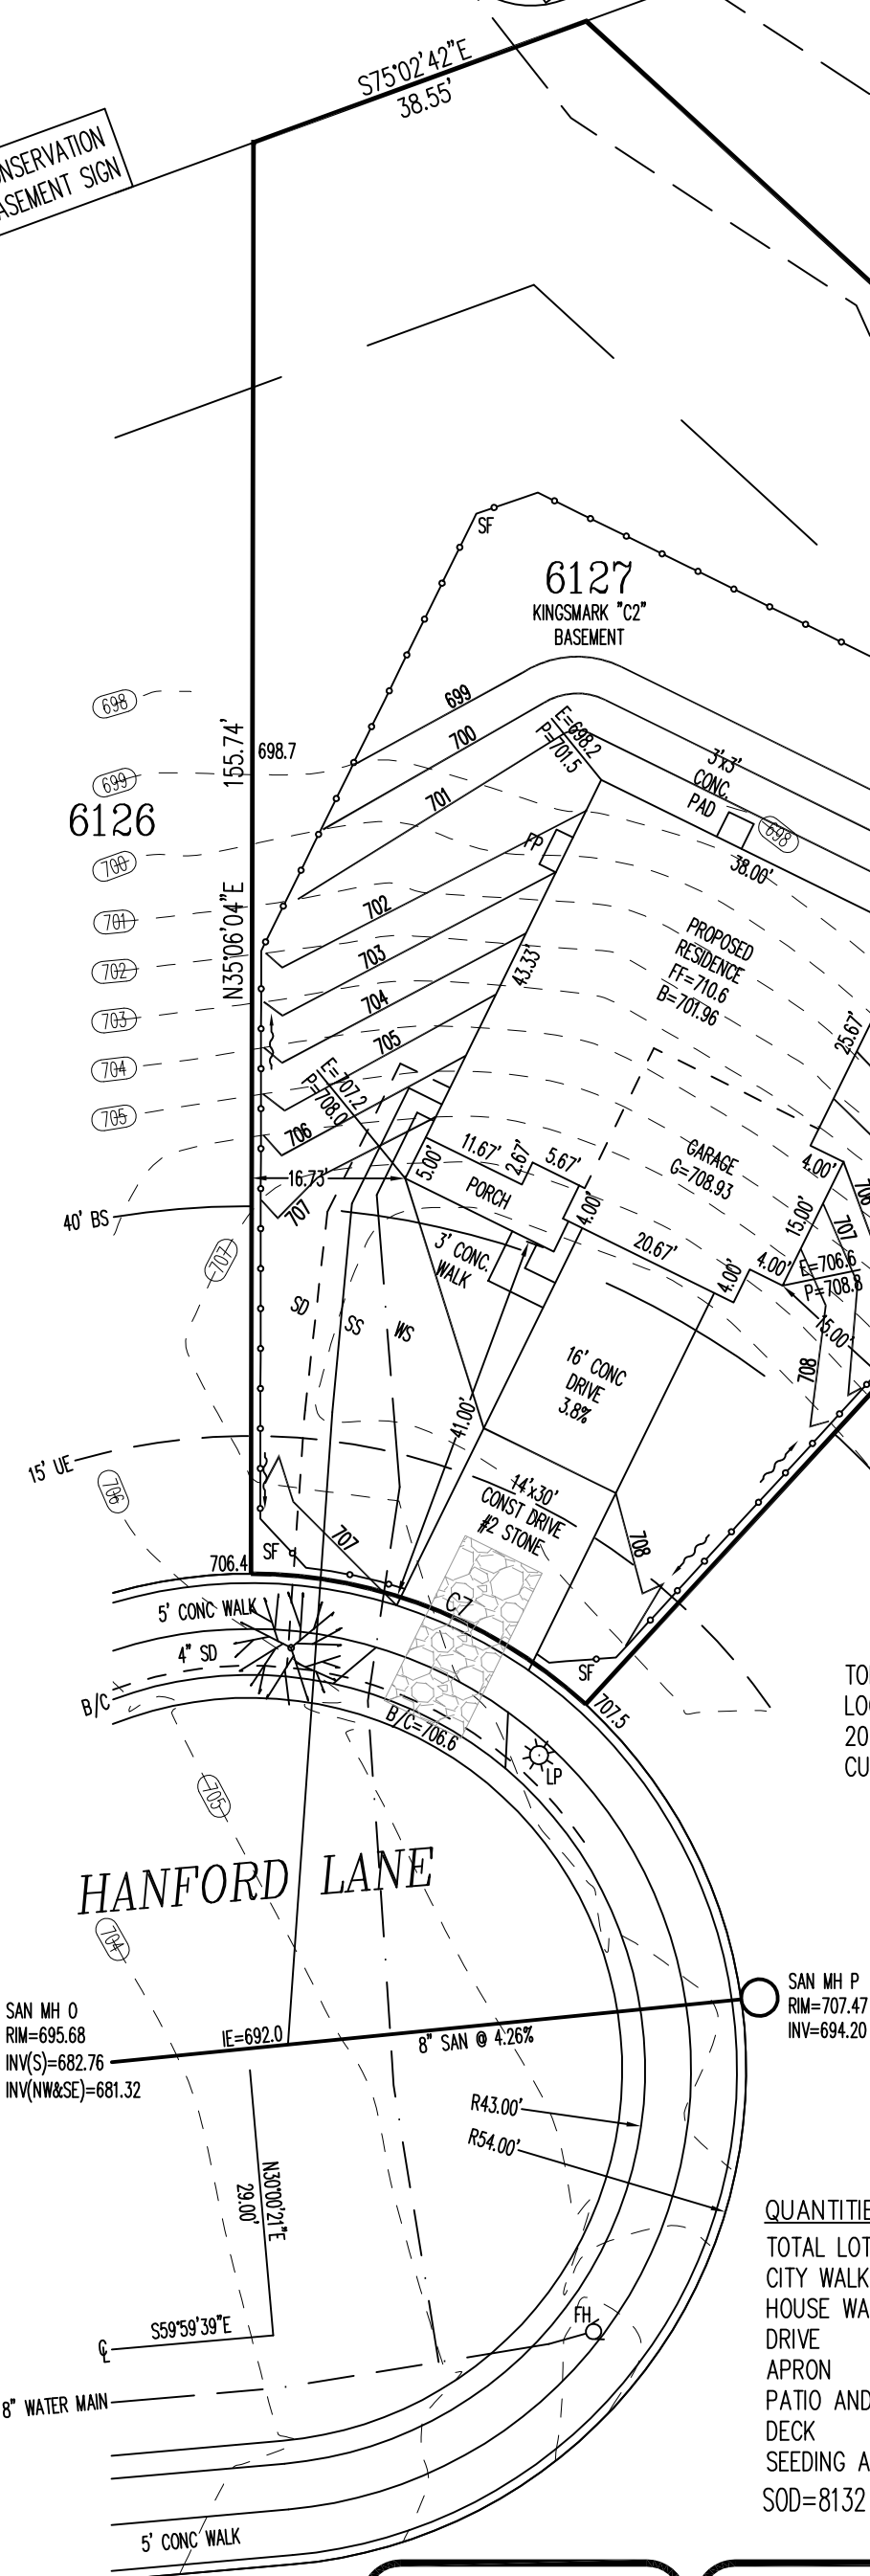 S75°02'42"E
38.55'
NSERVATION
ASEMENT SIGN
SF
6127
KINGSMARK "C2"
BASEMENT
698
699
700
701
155.74'
698.7
699
6126
E=698.2
P=701.5
3'x3'
CONC.
PAD
698
38.00'
FP
700
701
702
703
704
705
N35°06'04"E
702
703
704
705
706
707
43.33'
PROPOSED
RESIDENCE
FF=710.6
B=701.96
25.67'
E=707.2
P=708.0
16.73'
5.00'
11.67'
2.67'
5.67'
PORCH
4.00'
GARAGE
G=708.93
4.00'
15.00'
707
40' BS
707
3' CONC.
WALK
20.67'
4.00'
4.00'
E=706.6
P=708.8
15.00'
708
SD
SS
WS
41.00'
16' CONC
DRIVE
3.8%
15' UE
706
14'x30'
CONST DRIVE
#2 STONE
707
708
706.4
SF
C7
SF
707.5
5' CONC WALK
4" SD
B/C
B/C=706.6
LP
TO
LO
20
CU
705
HANFORD LANE
704
SAN MH O
RIM=695.68
INV(S)=682.76
INV(NW&SE)=681.32
IE=692.0
8" SAN @ 4.26%
SAN MH P
RIM=707.47
INV=694.20
R43.00'
R54.00'
N30°00'21"E
29.00'
S59°59'39"E
FH
8" WATER MAIN
5' CONC WALK
QUANTITIE
TOTAL LOT
CITY WALK
HOUSE WA
DRIVE
APRON
PATIO AND
DECK
SEEDING A
SOD=8132